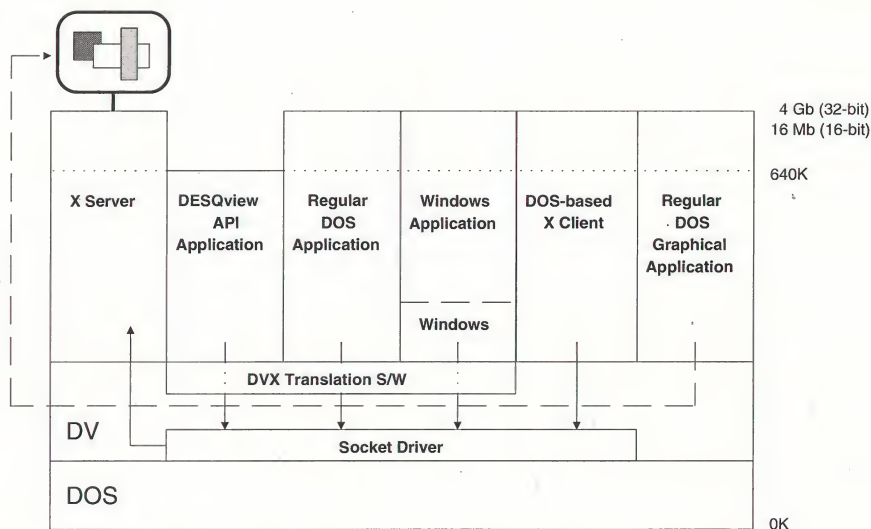 4 Gb (32-bit)
16 Mb (16-bit)
640K
X Server
DESQview
API
Application
Regular
DOS
Application
Windows
Application
DOS-based
X Client
Regular
DOS
Graphical
Application
Windows
DVX Translation S/W
DV
Socket Driver
DOS
0K